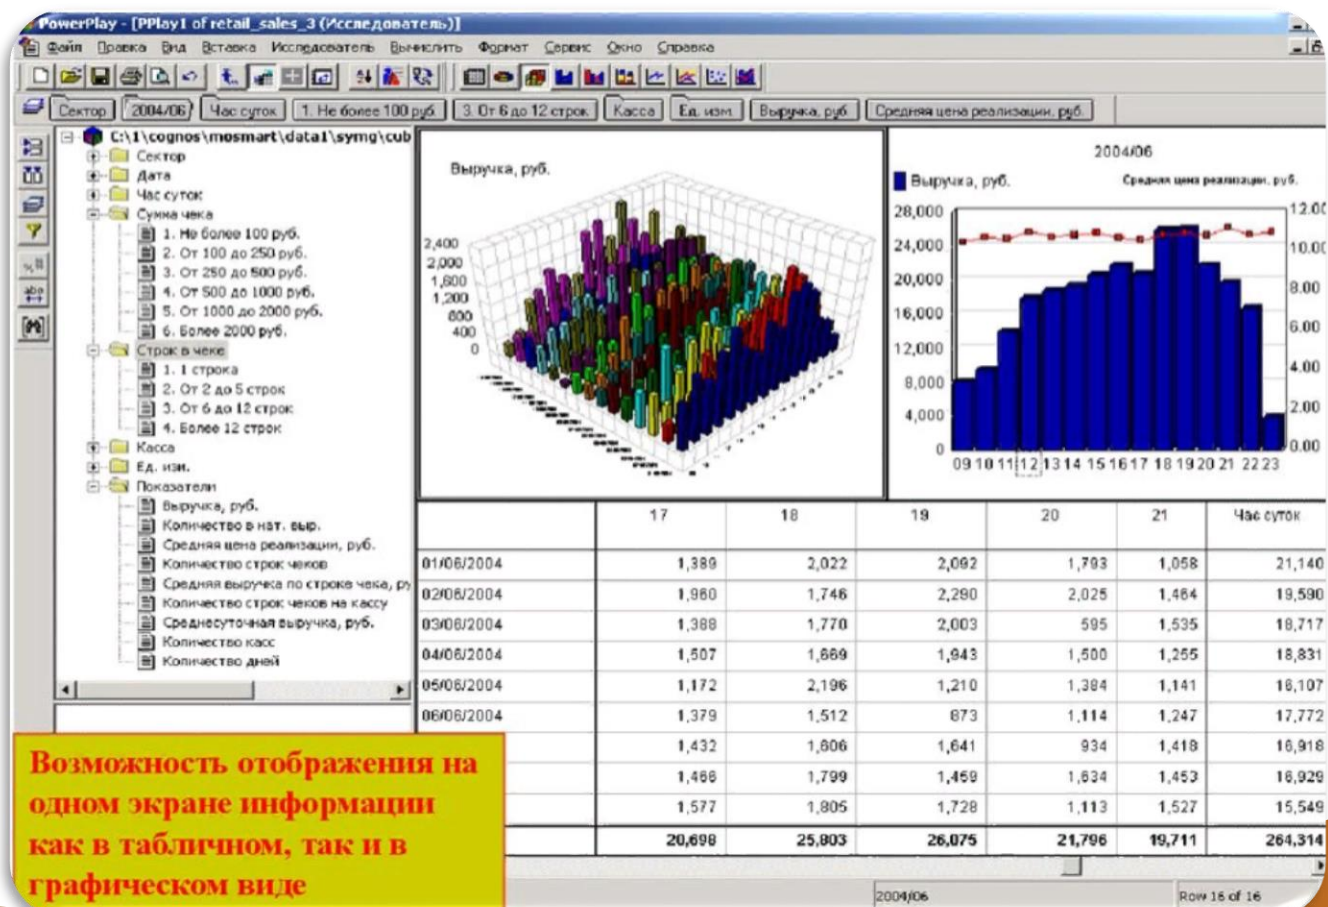 PowerPlay - [PPlay1 of retail_sales_3 (Исследователь)]
Файл Правка Вид Вставка Исследователь Вычислить Формат Сервис Окно Справка
Сектор 2004/06 Час суток 1. Не более 100 руб. 3. От 6 до 12 строк Касса Ед. изм. Выручка, руб. Средняя цена реализации, руб.
C:\1\cognos\mosmart\data1\symg\cub
Сектор
Дата
Час суток
Сумма чека
1. Не более 100 руб.
2. От 100 до 250 руб.
3. От 250 до 500 руб.
4. От 500 до 1000 руб.
5. От 1000 до 2000 руб.
6. Более 2000 руб.
Строк в чеке
1. 1 строка
2. От 2 до 5 строк
3. От 6 до 12 строк
4. Более 12 строк
Касса
Ед. изм.
Показатели
Выручка, руб.
Количество в нат. выр.
Средняя цена реализации, руб.
Количество строк чеков
Средняя выручка по строке чека, ру
Количество строк чеков на кассу
Среднесуточная выручка, руб.
Количество касс
Количество дней
Выручка, руб.
2,400
2,000
1,600
1,200
800
400
0
2004/06
Выручка, руб. Средняя цена реализации, руб.
28,000 12.00
24,000 10.00
20,000 8.00
16,000 6.00
12,000 4.00
8,000 2.00
4,000 0.00
0
09 10 11 12 13 14 15 16 17 18 19 20 21 22 23
17 18 19 20 21 Час суток
01/06/2004 1,389 2,022 2,092 1,793 1,058 21,140
02/06/2004 1,960 1,746 2,290 2,025 1,464 19,590
03/06/2004 1,388 1,770 2,003 595 1,535 18,717
04/06/2004 1,507 1,669 1,943 1,500 1,255 18,831
05/06/2004 1,172 2,196 1,210 1,384 1,141 16,107
06/06/2004 1,379 1,512 873 1,114 1,247 17,772
1,432 1,606 1,641 934 1,418 16,918
1,466 1,799 1,459 1,634 1,453 16,929
1,577 1,805 1,728 1,113 1,527 15,549
20,698 25,803 26,075 21,796 19,711 264,314
Возможность отображения на
одном экране информации
как в табличном, так и в
графическом виде
2004/06 Row 16 of 16